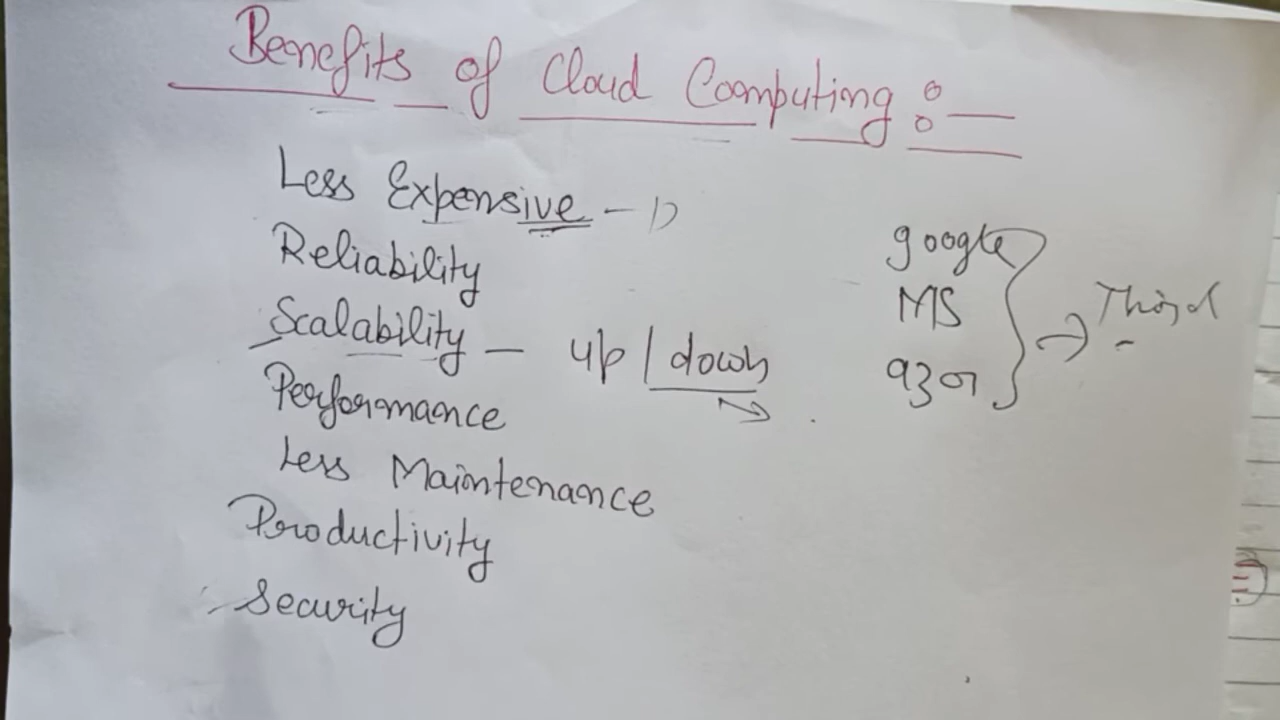 Benefits of Cloud Computing :-
Less Expensive -
Reliability
Scalability - up / down
Performance
Less Maintenance
Productivity
Security
google
MS
Third